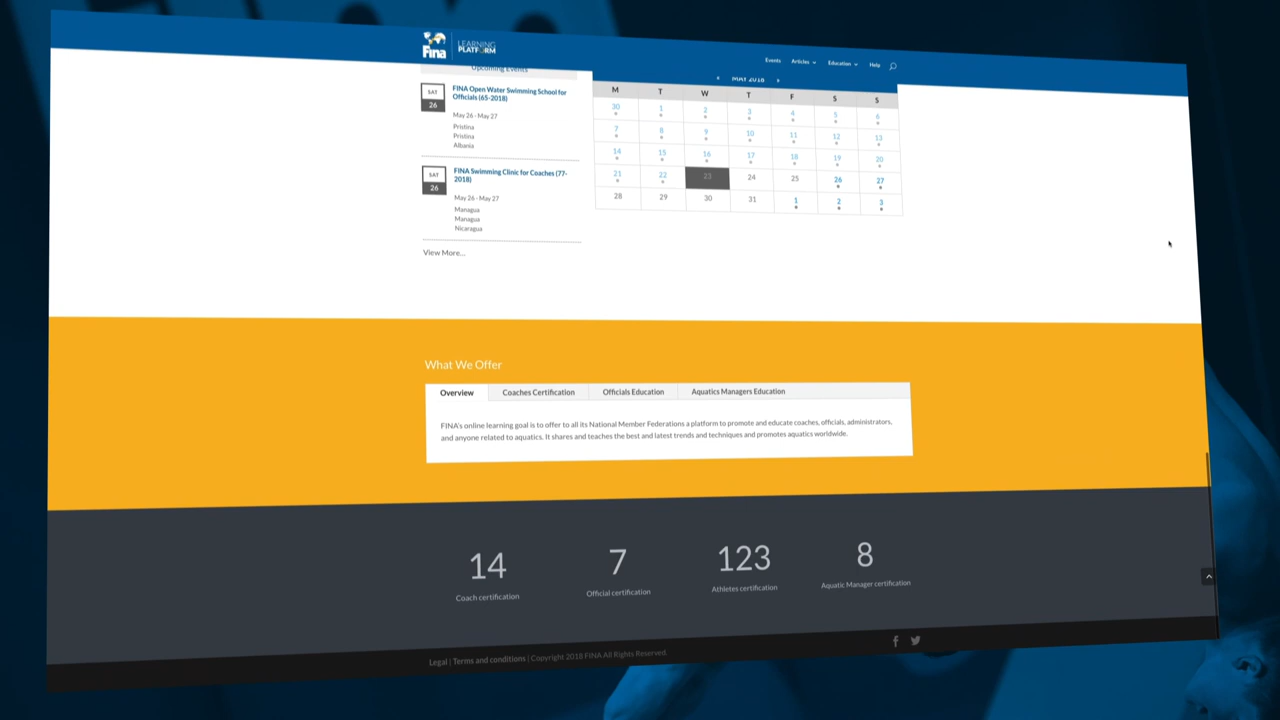 Fina
LEARNING
PLATFORM
Events
Articles
Education
Help
Upcoming Events
SAT
26
FINA Open Water Swimming School for
Officials (65-2018)
May 26 - May 27
Pristina
Pristina
Albania
SAT
26
FINA Swimming Clinic for Coaches (77-
2018)
May 26 - May 27
Managua
Managua
Nicaragua
View More...
MAY 2018
M T W T F S S
30 1 2 3 4 5 6
7 8 9 10 11 12 13
14 15 16 17 18 19 20
21 22 23 24 25 26 27
28 29 30 31 1 2 3
What We Offer
Overview
Coaches Certification
Officials Education
Aquatics Managers Education
FINA's online learning goal is to offer to all its National Member Federations a platform to promote and educate coaches, officials, administrators,
and anyone related to aquatics. It shares and teaches the best and latest trends and techniques and promotes aquatics worldwide.
14
Coach certification
7
Official certification
123
Athletes certification
8
Aquatic Manager certification
Legal | Terms and conditions | Copyright 2018 FINA All Rights Reserved.